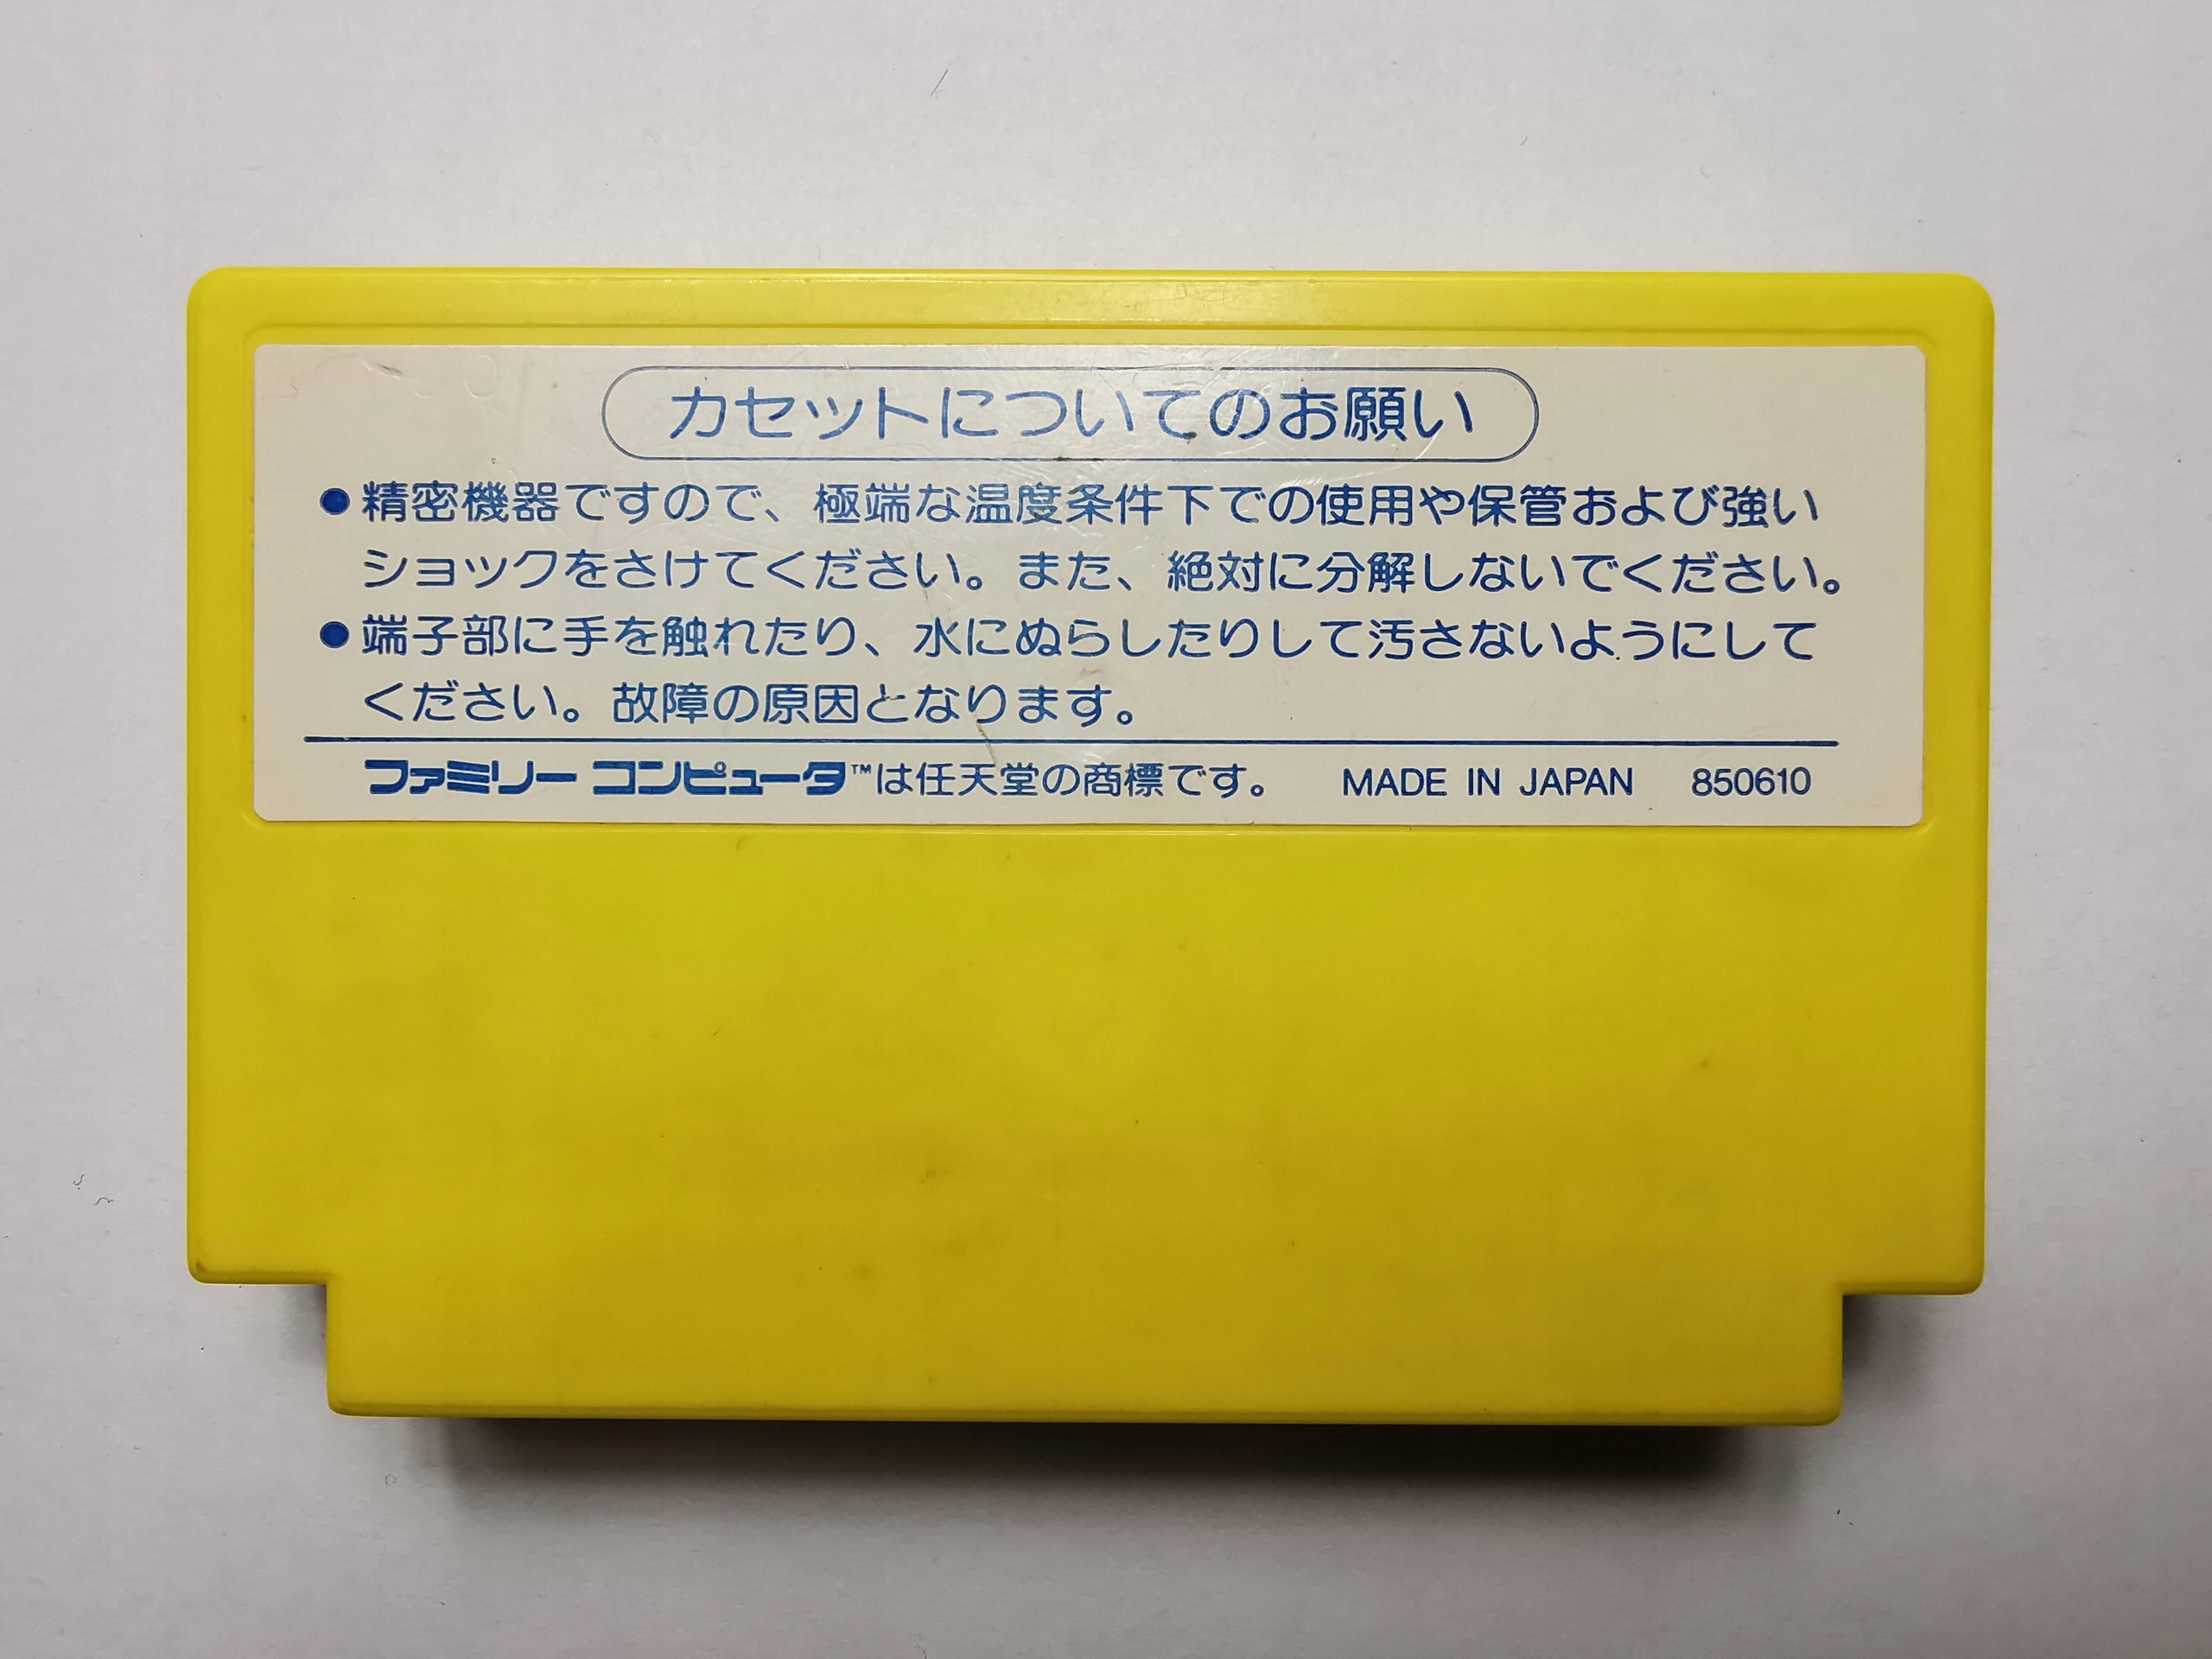 カセットについてのお願い
●精密機器ですので、極端な温度条件下での使用や保管および強い
ショックをさけてください。また、絶対に分解しないでください。
●端子部に手を触れたり、水にぬらしたりして汚さないようにして
ください。故障の原因となります。
ファミリー コンピュータ™は任天堂の商標です。 MADE IN JAPAN 850610